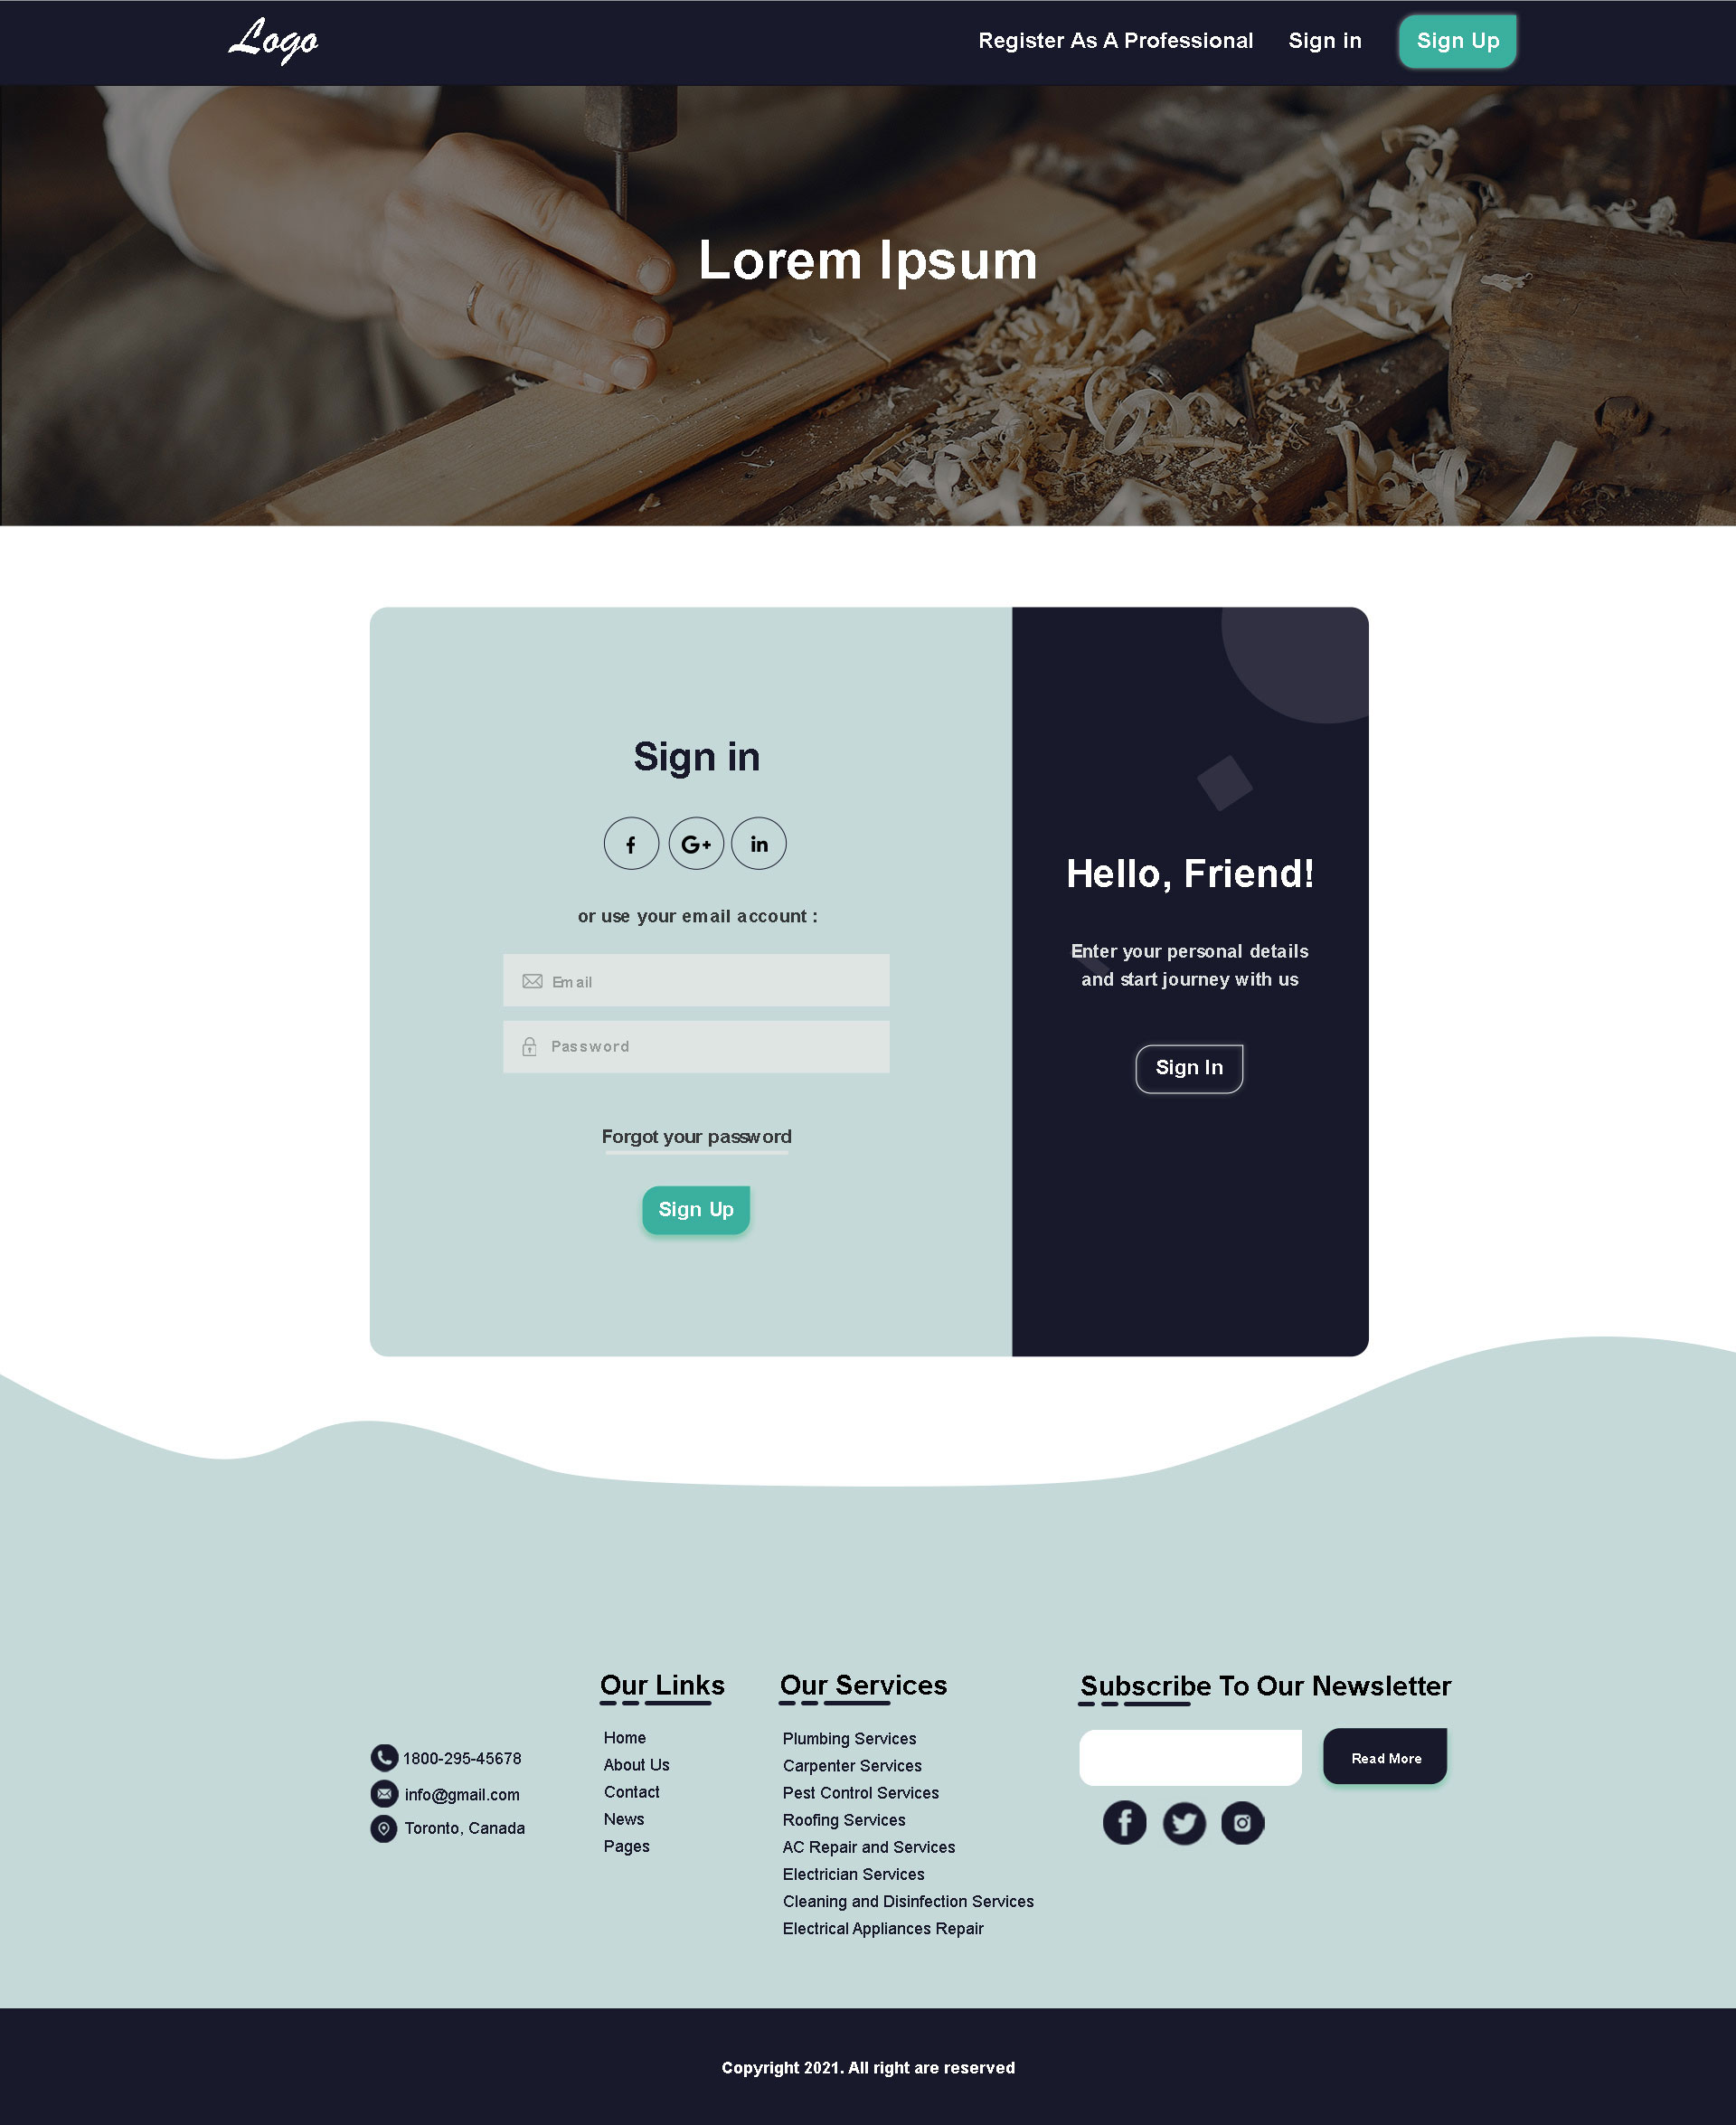 Logo
Register As A Professional
Sign in
Sign Up
Lorem Ipsum
Sign in
f
G+
in
or use your email account :
Email
Password
Forgot your password
Sign Up
Hello, Friend!
Enter your personal details
and start journey with us
Sign In
1800-295-45678
info@gmail.com
Toronto, Canada
Our Links
Home
About Us
Contact
News
Pages
Our Services
Plumbing Services
Carpenter Services
Pest Control Services
Roofing Services
AC Repair and Services
Electrician Services
Cleaning and Disinfection Services
Electrical Appliances Repair
Subscribe To Our Newsletter
Read More
f
Copyright 2021. All right are reserved